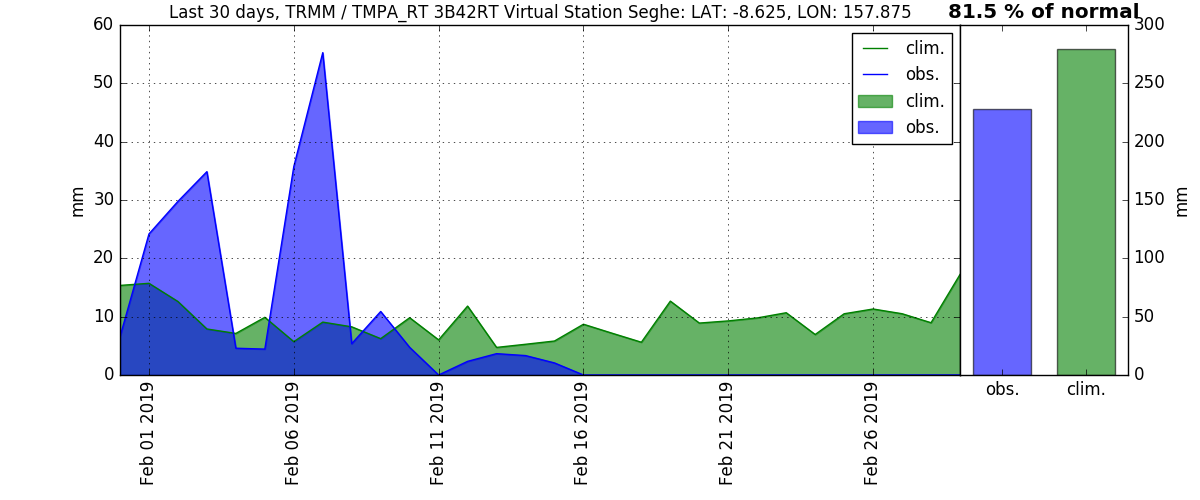 Last 30 days, TRMM / TMPA_RT 3B42RT Virtual Station Seghe: LAT: -8.625, LON: 157.875
81.5 % of normal
60
50
40
30
20
10
0
mm
clim.
obs.
clim.
obs.
300
250
200
150
100
50
0
mm
obs.
clim.
Feb 01 2019
Feb 06 2019
Feb 11 2019
Feb 16 2019
Feb 21 2019
Feb 26 2019